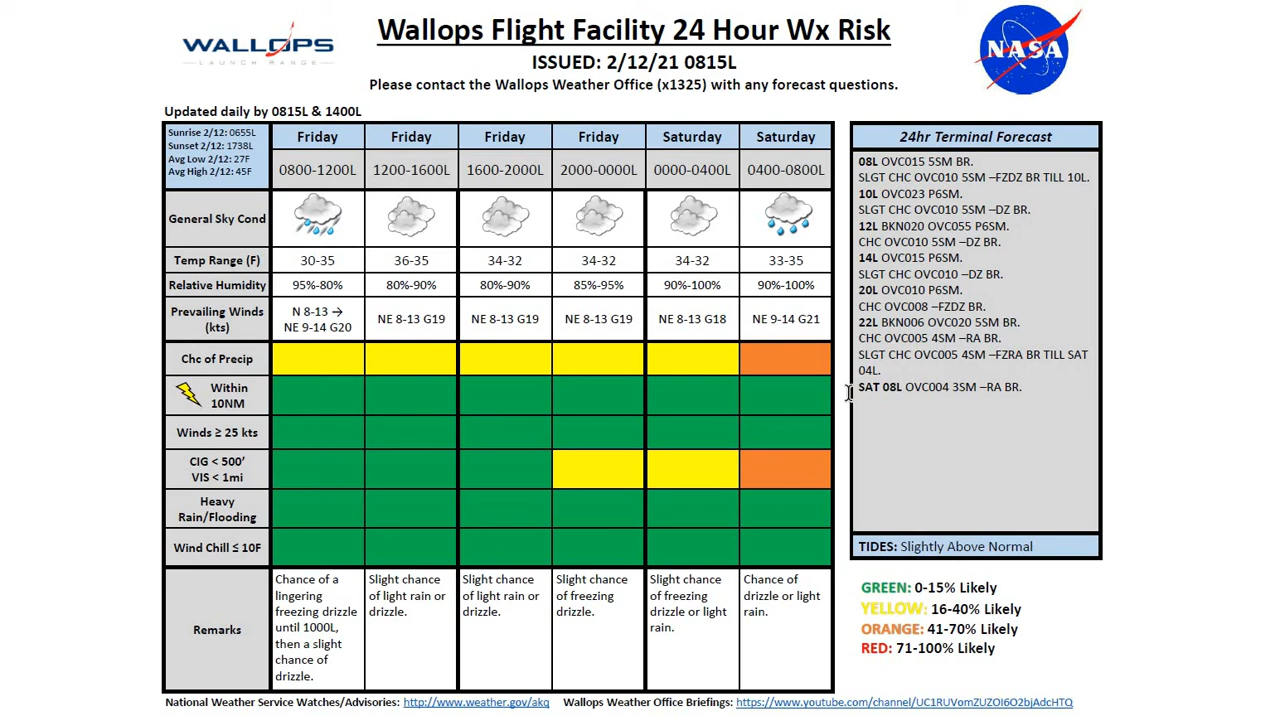 WALLOPS
LAUNCH RANGE
Wallops Flight Facility 24 Hour Wx Risk
ISSUED: 2/12/21 0815L
Please contact the Wallops Weather Office (x1325) with any forecast questions.
NASA
Updated daily by 0815L & 1400L
Sunrise 2/12: 0655L
Sunset 2/12: 1738L
Avg Low 2/12: 27F
Avg High 2/12: 45F
Friday Friday Friday Friday Saturday Saturday
0800-1200L 1200-1600L 1600-2000L 2000-0000L 0000-0400L 0400-0800L
General Sky Cond
Temp Range (F) 30-35 36-35 34-32 34-32 34-32 33-35
Relative Humidity 95%-80% 80%-90% 80%-90% 85%-95% 90%-100% 90%-100%
Prevailing Winds
(kts)
N 8-13 →
NE 9-14 G20
NE 8-13 G19 NE 8-13 G19 NE 8-13 G19 NE 8-13 G18 NE 9-14 G21
Chc of Precip
Within
10NM
Winds ≥ 25 kts
CIG < 500'
VIS < 1mi
Heavy
Rain/Flooding
Wind Chill ≤ 10F
Remarks
Chance of a
lingering
freezing drizzle
until 1000L,
then a slight
chance of
drizzle.
Slight chance
of light rain or
drizzle.
Slight chance
of light rain or
drizzle.
Slight chance
of freezing
drizzle.
Slight chance
of freezing
drizzle or light
rain.
Chance of
drizzle or light
rain.
24hr Terminal Forecast
08L OVC015 5SM BR.
SLGT CHC OVC010 5SM –FZDZ BR TILL 10L.
10L OVC023 P6SM.
SLGT CHC OVC010 5SM –DZ BR.
12L BKN020 OVC055 P6SM.
CHC OVC010 5SM –DZ BR.
14L OVC015 P6SM.
SLGT CHC OVC010 –DZ BR.
20L OVC010 P6SM.
CHC OVC008 –FZDZ BR.
22L BKN006 OVC020 5SM BR.
CHC OVC005 4SM –RA BR.
SLGT CHC OVC005 4SM –FZRA BR TILL SAT
04L.
SAT 08L OVC004 3SM –RA BR.
TIDES: Slightly Above Normal
GREEN: 0-15% Likely
YELLOW: 16-40% Likely
ORANGE: 41-70% Likely
RED: 71-100% Likely
National Weather Service Watches/Advisories: http://www.weather.gov/akq Wallops Weather Office Briefings: https://www.youtube.com/channel/UC1RUVomZUZOI6O2bjAdcHTQ